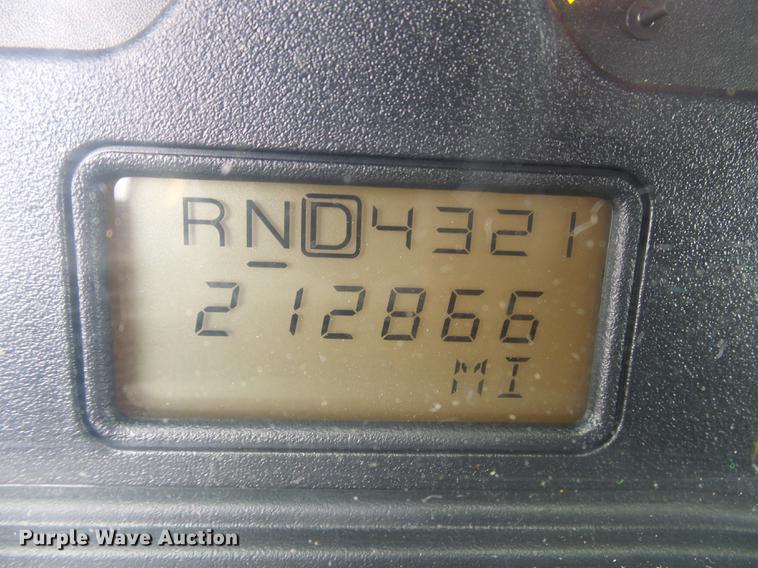 RND4321
212866
MI
Purple Wave Auction